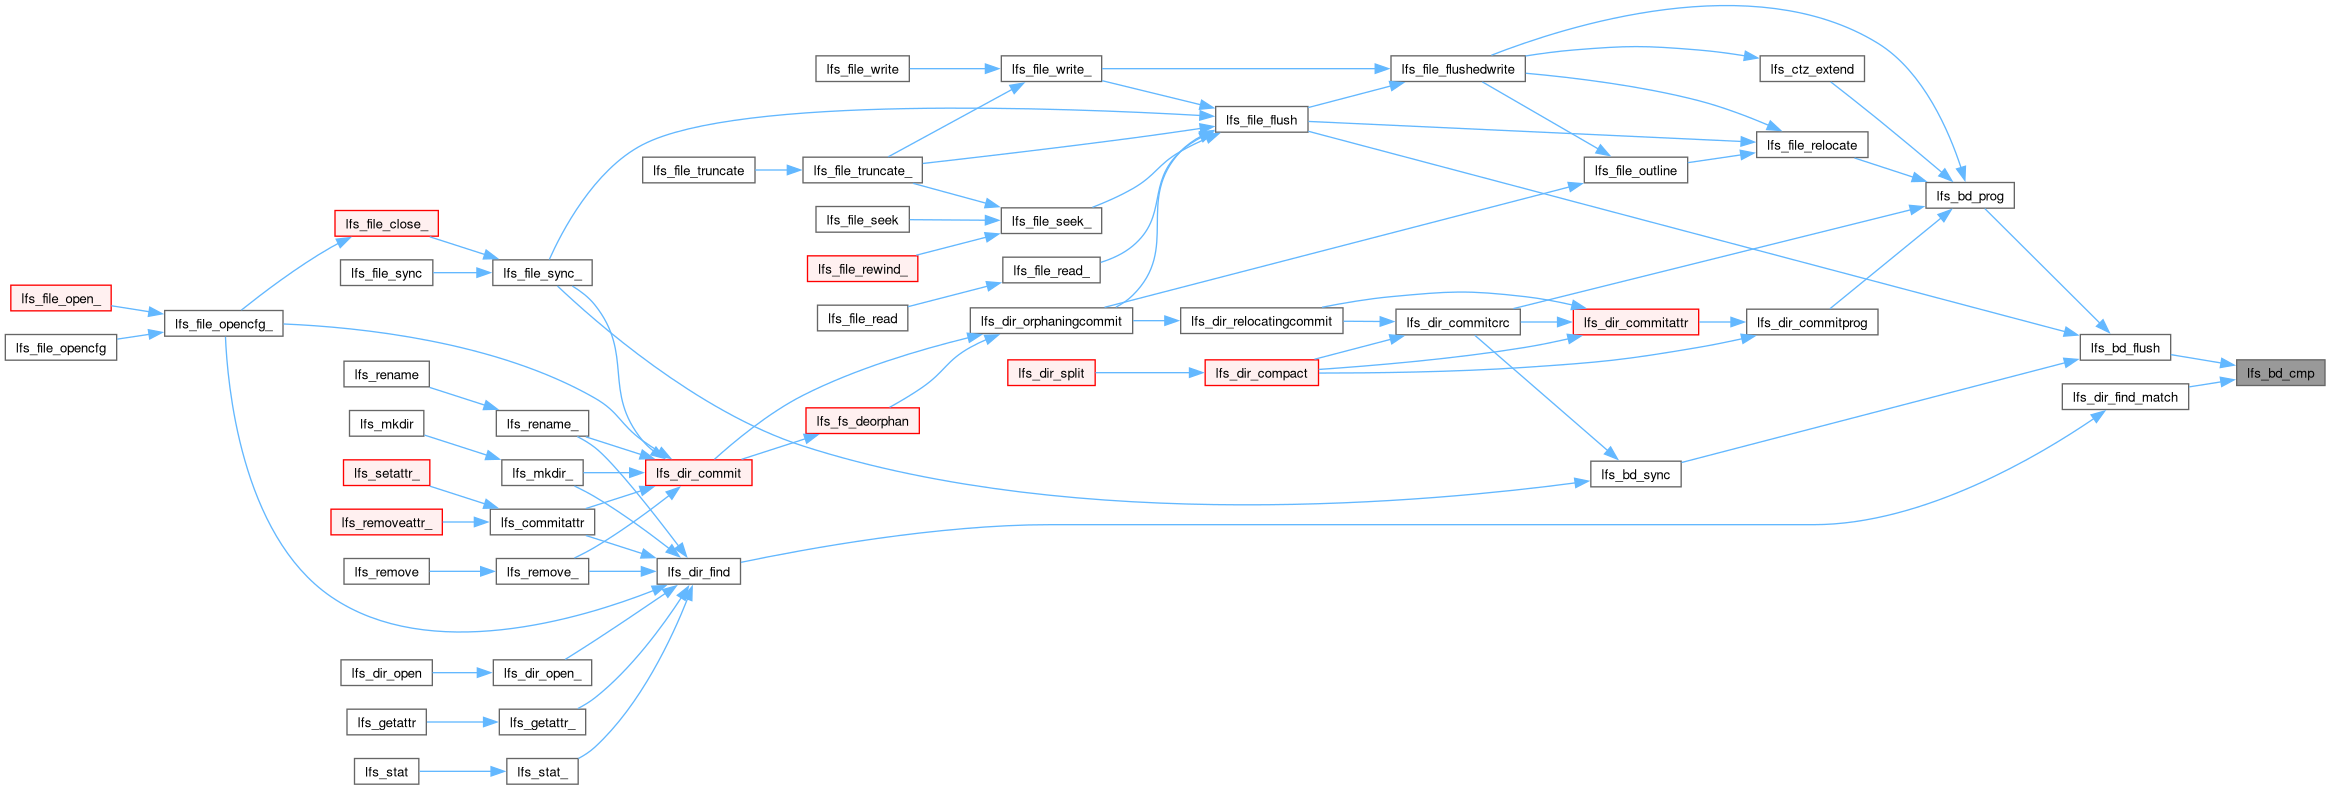 lfs_file_write
lfs_file_write_
lfs_file_flushedwrite
lfs_ctz_extend
lfs_file_flush
lfs_file_relocate
lfs_file_truncate
lfs_file_truncate_
lfs_file_outline
lfs_bd_prog
lfs_file_close_
lfs_file_seek
lfs_file_seek_
lfs_file_sync
lfs_file_sync_
lfs_file_rewind_
lfs_file_read_
lfs_file_open_
lfs_file_opencfg_
lfs_file_read
lfs_dir_orphaningcommit
lfs_dir_relocatingcommit
lfs_dir_commitcrc
lfs_dir_commitattr
lfs_dir_commitprog
lfs_file_opencfg
lfs_bd_flush
lfs_rename
lfs_dir_split
lfs_dir_compact
lfs_bd_cmp
lfs_dir_find_match
lfs_mkdir
lfs_rename_
lfs_fs_deorphan
lfs_setattr_
lfs_mkdir_
lfs_dir_commit
lfs_bd_sync
lfs_removeattr_
lfs_commitattr
lfs_remove
lfs_remove_
lfs_dir_find
lfs_dir_open
lfs_dir_open_
lfs_getattr
lfs_getattr_
lfs_stat
lfs_stat_